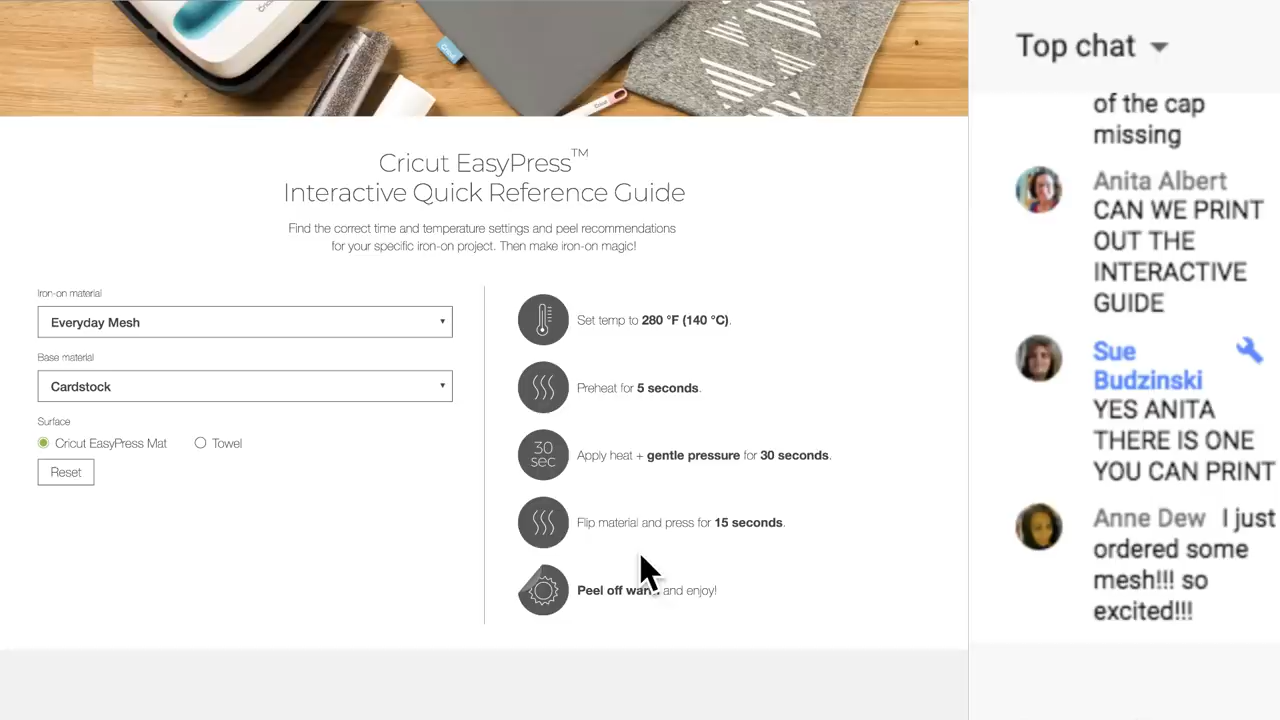 Cricut
Cricut
Cricut EasyPress™
Interactive Quick Reference Guide
Find the correct time and temperature settings and peel recommendations
for your specific iron-on project. Then make iron-on magic!
Iron-on material
Everyday Mesh
Base material
Cardstock
Surface
Cricut EasyPress Mat
Towel
Reset
Set temp to 280 °F (140 °C).
Preheat for 5 seconds.
30
sec
Apply heat + gentle pressure for 30 seconds.
Flip material and press for 15 seconds.
Peel off warm and enjoy!
Top chat
of the cap
missing
Anita Albert
CAN WE PRINT
OUT THE
INTERACTIVE
GUIDE
Sue
Budzinski
YES ANITA
THERE IS ONE
YOU CAN PRINT
Anne Dew I just
ordered some
mesh!!! so
excited!!!